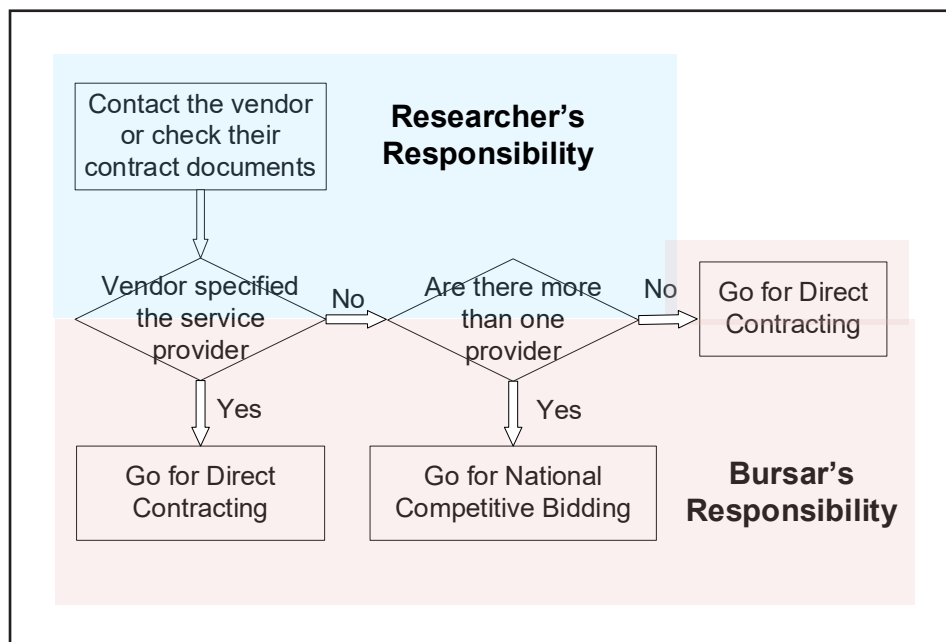 Contact the vendor
or check their
contract documents
Researcher’s
Responsibility
Vendor specified
the service
provider
No
Are there more
than one
provider
No
Go for Direct
Contracting
Yes
Yes
Go for Direct
Contracting
Go for National
Competitive Bidding
Bursar’s
Responsibility